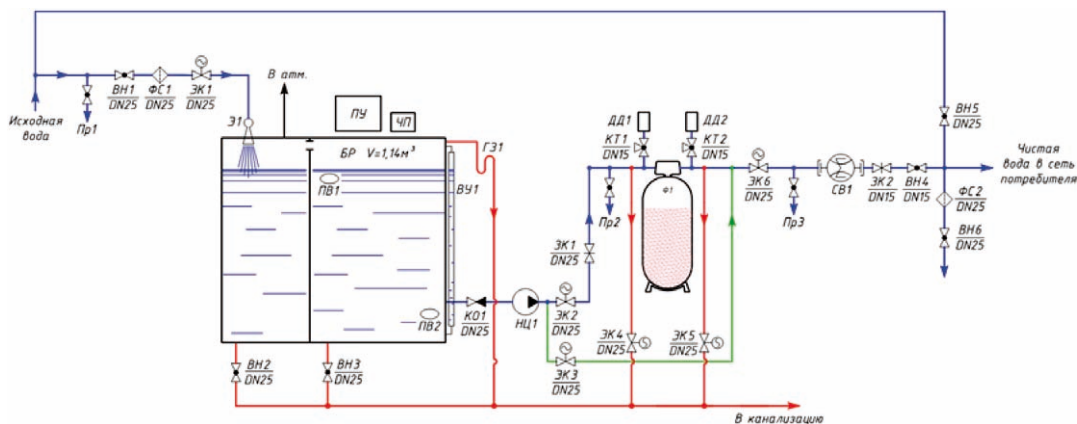 В атм.
ВН1
DN25
ФС1
DN25
ЭК1
DN25
ПУ
ЧП
Исходная
вода
Пр1
Э1
БР V=1,14м³
ГЗ1
ПВ1
ВУ1
ПВ2
КО1
DN25
НЦ1
ЭК2
DN25
ЭК3
DN25
ЗК1
DN25
ДД1
КТ1
DN15
ДД2
КТ2
DN15
Пр2
Ф1
ЭК4
DN25
ЭК5
DN25
ЭК6
DN25
Пр3
СВ1
ЗК2
DN15
ВН4
DN15
ВН5
DN25
Чистая
вода в сеть
потребителя
ФС2
DN25
ВН6
DN25
ВН2
DN25
ВН3
DN25
В канализацию